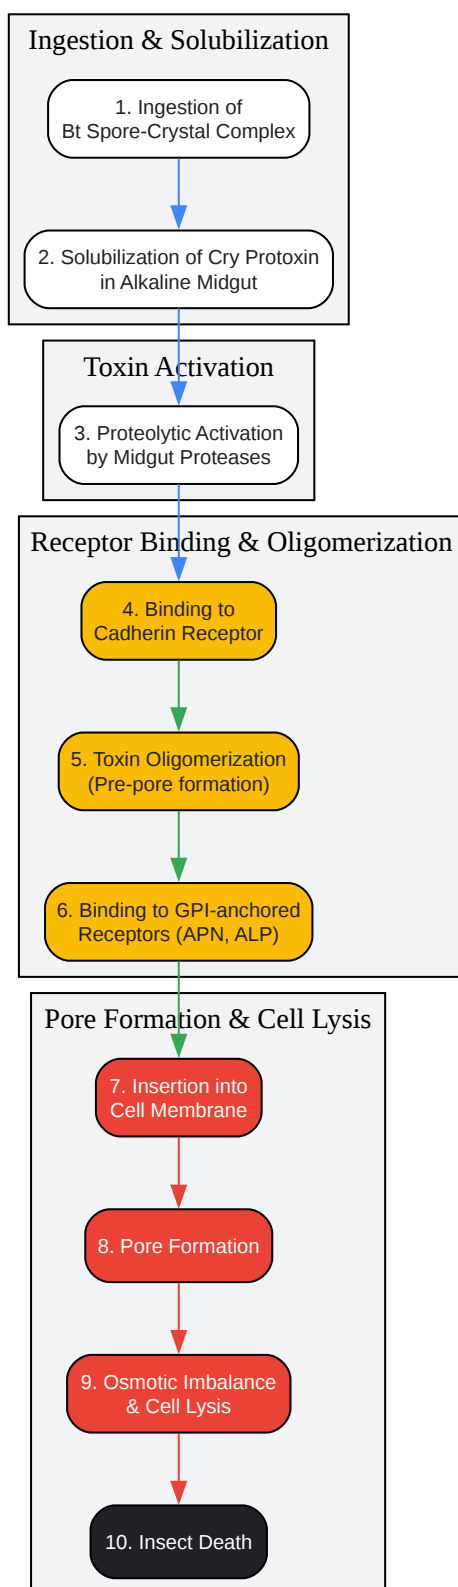 Ingestion & Solubilization
1. Ingestion of
Bt Spore-Crystal Complex
2. Solubilization of Cry Protoxin
in Alkaline Midgut
Toxin Activation
3. Proteolytic Activation
by Midgut Proteases
Receptor Binding & Oligomerization
4. Binding to
Cadherin Receptor
5. Toxin Oligomerization
(Pre-pore formation)
6. Binding to GPI-anchored
Receptors (APN, ALP)
Pore Formation & Cell Lysis
7. Insertion into
Cell Membrane
8. Pore Formation
9. Osmotic Imbalance
& Cell Lysis
10. Insect Death